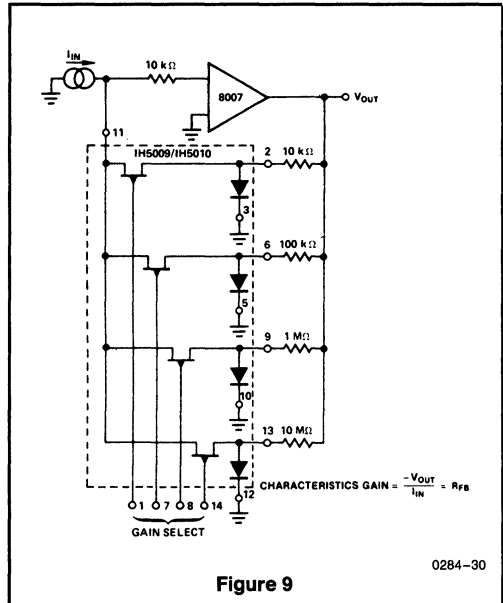 I_IN
10 kΩ
8007
V_OUT
11
IH5009/IH5010
2 10 kΩ
3
6 100 kΩ
5
9 1 MΩ
10
13 10 MΩ
12
CHARACTERISTICS GAIN = -V_OUT / I_IN = R_FB
1 7 8 14
GAIN SELECT
0284-30
Figure 9